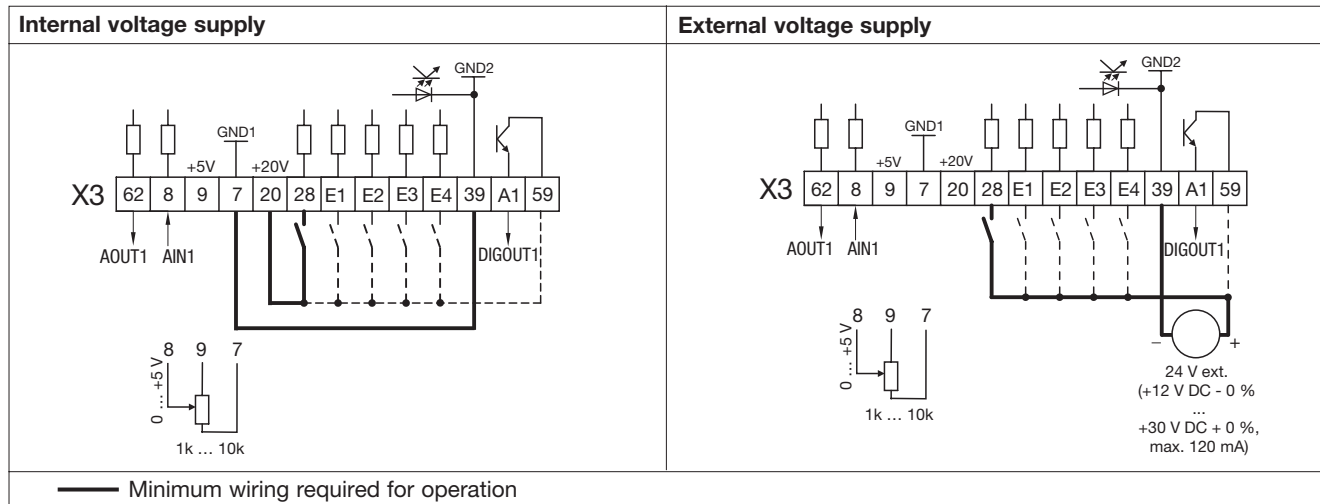 Internal voltage supply
GND2
GND1
+5V
+20V
X3 62 8 9 7 20 28 E1 E2 E3 E4 39 A1 59
AOUT1 AIN1
DIGOUT1
8 9 7
0 ... +5 V
1k ... 10k
External voltage supply
GND2
GND1
+5V
+20V
X3 62 8 9 7 20 28 E1 E2 E3 E4 39 A1 59
AOUT1 AIN1
DIGOUT1
8 9 7
0 ... +5 V
1k ... 10k
– +
24 V ext.
(+12 V DC - 0 %
...
+30 V DC + 0 %,
max. 120 mA)
Minimum wiring required for operation